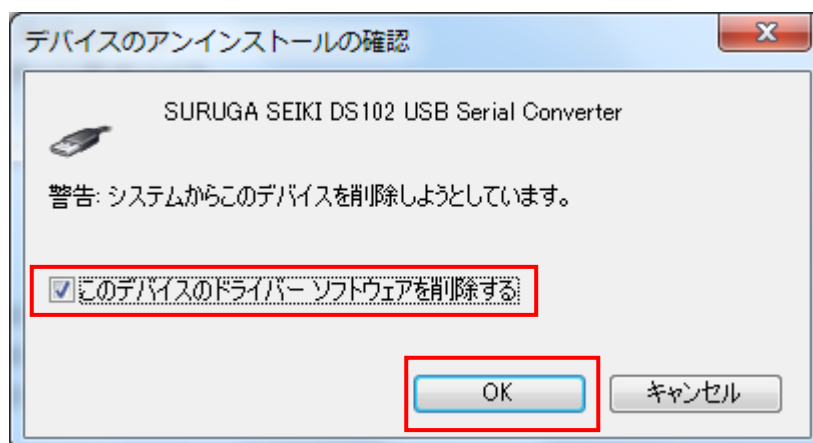 デバイスのアンインストールの確認
SURUGA SEIKI DS102 USB Serial Converter
警告: システムからこのデバイスを削除しようとしています。
このデバイスのドライバー ソフトウェアを削除する
OK
キャンセル